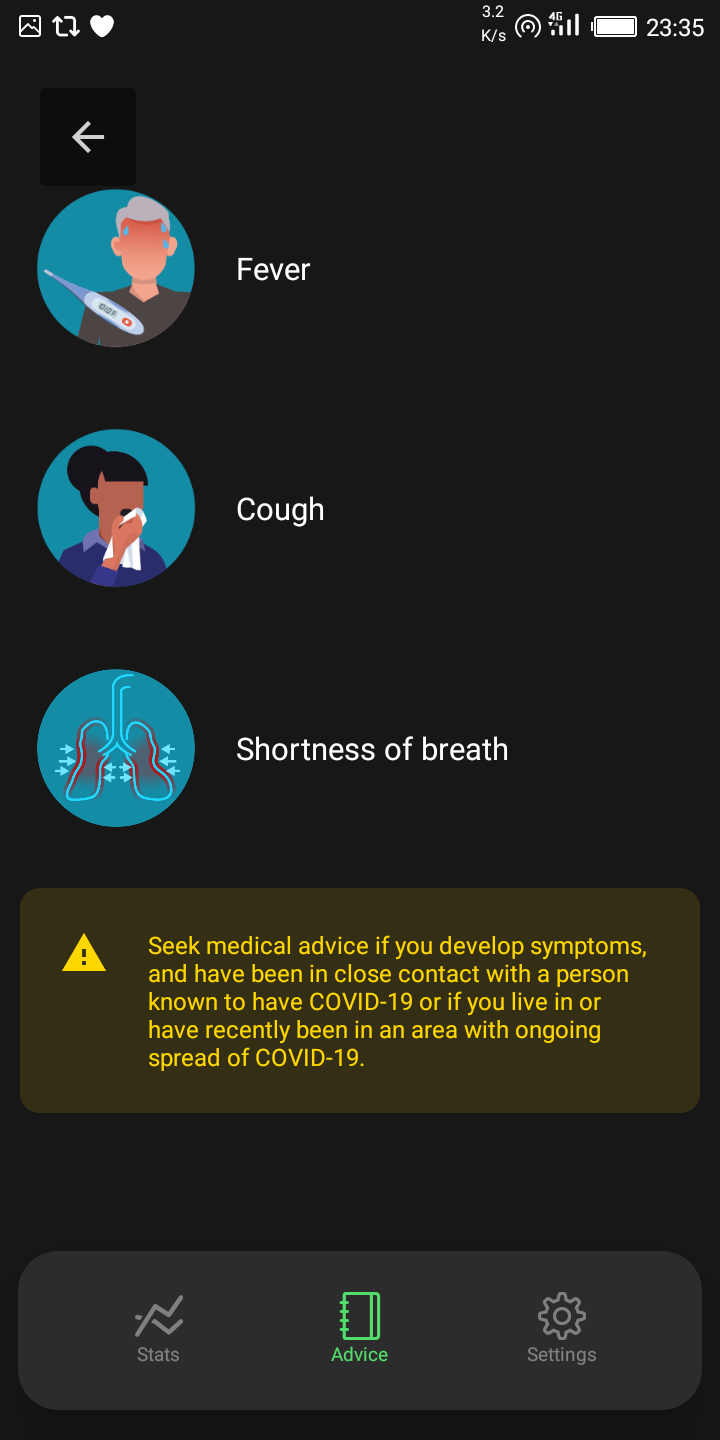 3.2
K/s
4G
23:35
Fever
Cough
Shortness of breath
Seek medical advice if you develop symptoms,
and have been in close contact with a person
known to have COVID-19 or if you live in or
have recently been in an area with ongoing
spread of COVID-19.
Stats
Advice
Settings